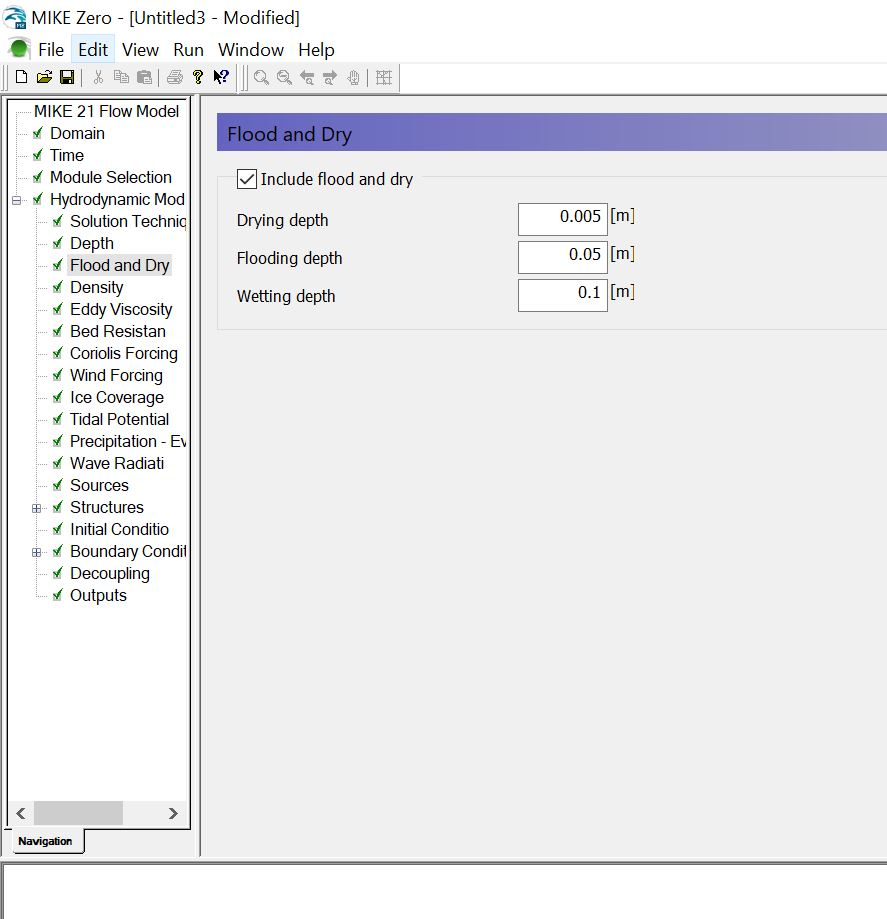 MIKE Zero - [Untitled3 - Modified]
File Edit View Run Window Help
MIKE 21 Flow Model
Domain
Time
Module Selection
Hydrodynamic Mod
Solution Techniq
Depth
Flood and Dry
Density
Eddy Viscosity
Bed Resistan
Coriolis Forcing
Wind Forcing
Ice Coverage
Tidal Potential
Precipitation - Ev
Wave Radiati
Sources
Structures
Initial Conditio
Boundary Condit
Decoupling
Outputs
Navigation
Flood and Dry
Include flood and dry
Drying depth 0.005 [m]
Flooding depth 0.05 [m]
Wetting depth 0.1 [m]